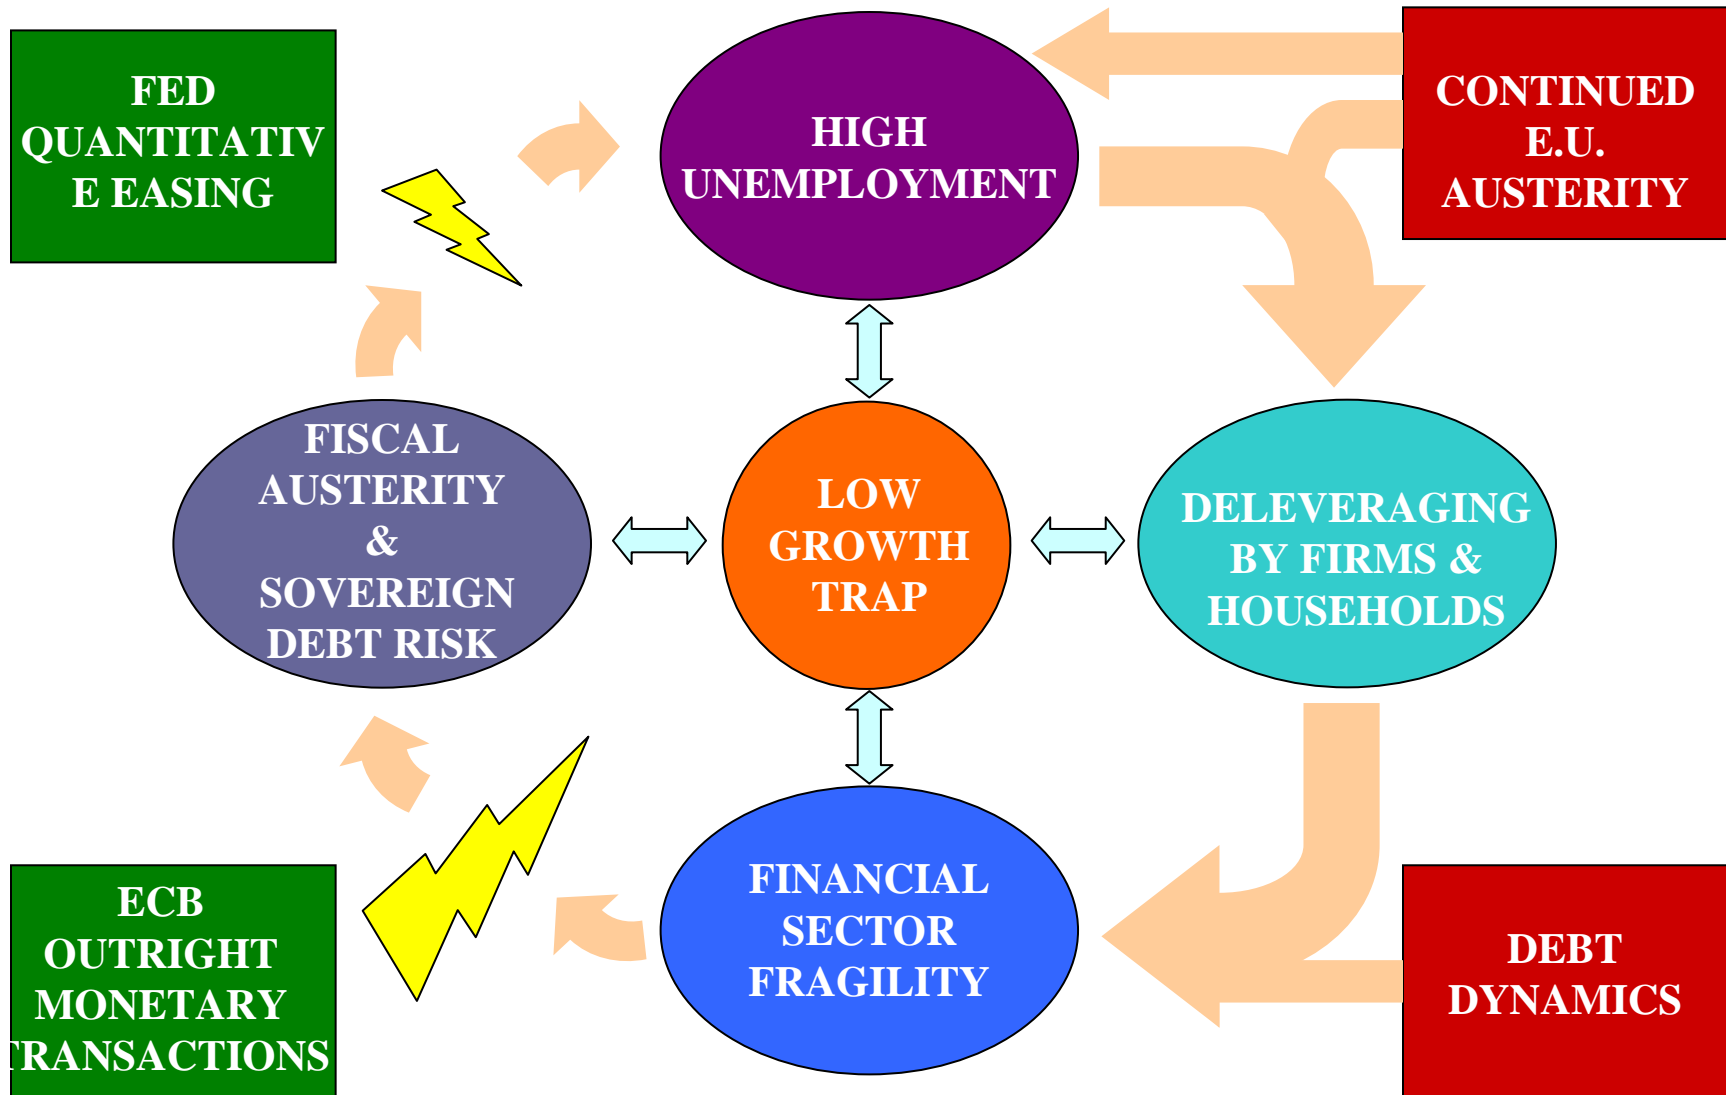 FED
QUANTITATIV
E EASING
HIGH
UNEMPLOYMENT
CONTINUED
E.U.
AUSTERITY
FISCAL
AUSTERITY
&
SOVEREIGN
DEBT RISK
LOW
GROWTH
TRAP
DELEVERAGING
BY FIRMS &
HOUSEHOLDS
ECB
OUTRIGHT
MONETARY
TRANSACTIONS
FINANCIAL
SECTOR
FRAGILITY
DEBT
DYNAMICS